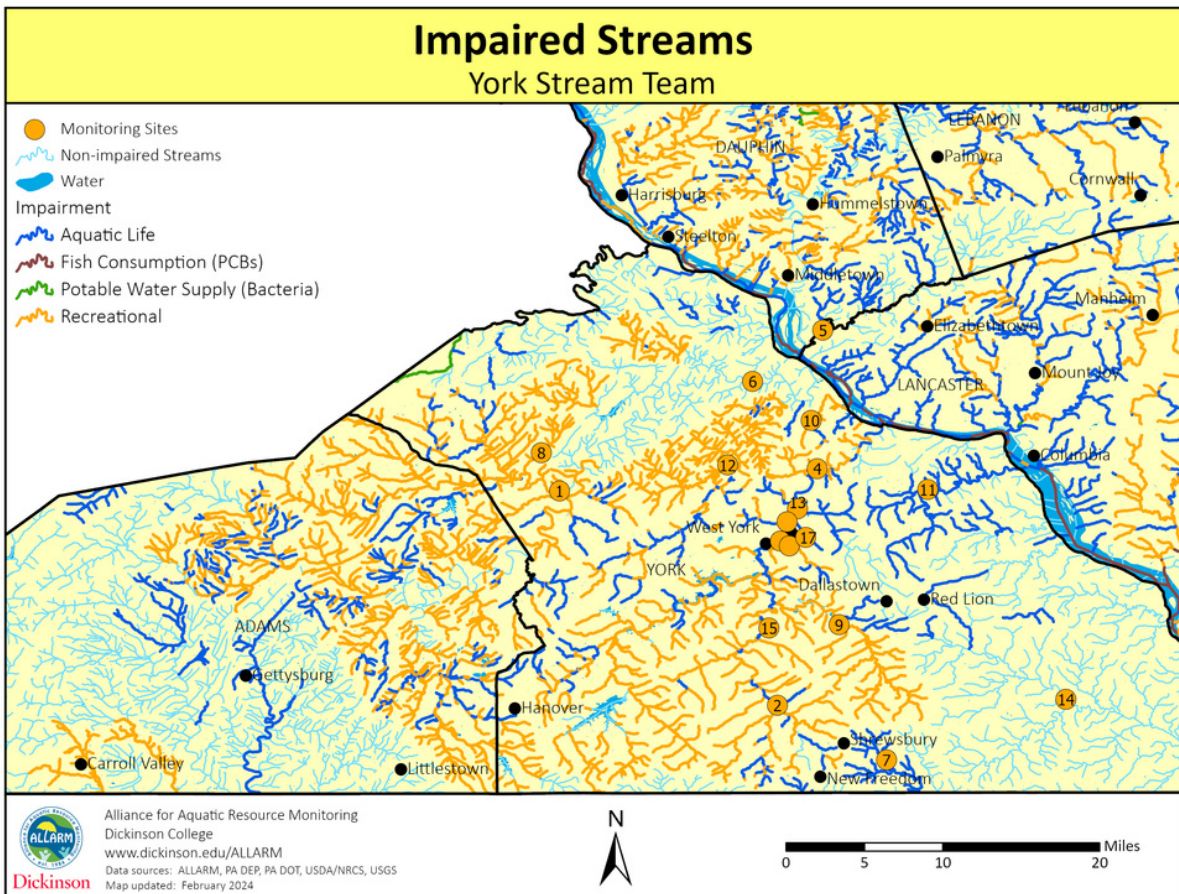 Impaired Streams
York Stream Team
Monitoring Sites
Non-impaired Streams
Water
Impairment
Aquatic Life
Fish Consumption (PCBs)
Potable Water Supply (Bacteria)
Recreational
Lebanon
LEBANON
DAUPHIN
Palmyra
Harrisburg
Cornwall
Hummelstown
Steelton
Middletown
Manheim
Elizabethtown
5
Mount Joy
6
LANCASTER
10
8
Columbia
12
4
1
11
13
West York
17
YORK
Dallastown
Red Lion
15
9
ADAMS
Gettysburg
14
2
Hanover
Shrewsbury
7
Carroll Valley
Littlestown
New Freedom
ALLARM
Dickinson
Alliance for Aquatic Resource Monitoring
Dickinson College
www.dickinson.edu/ALLARM
Data sources: ALLARM, PA DEP, PA DOT, USDA/NRCS, USGS
Map updated: February 2024
N
Miles
0 5 10 20